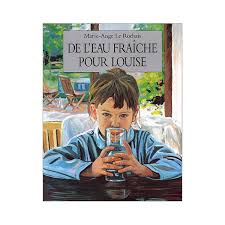 Marie-Ange Le Rochais
DE L'EAU FRAÎCHE
POUR LOUISE